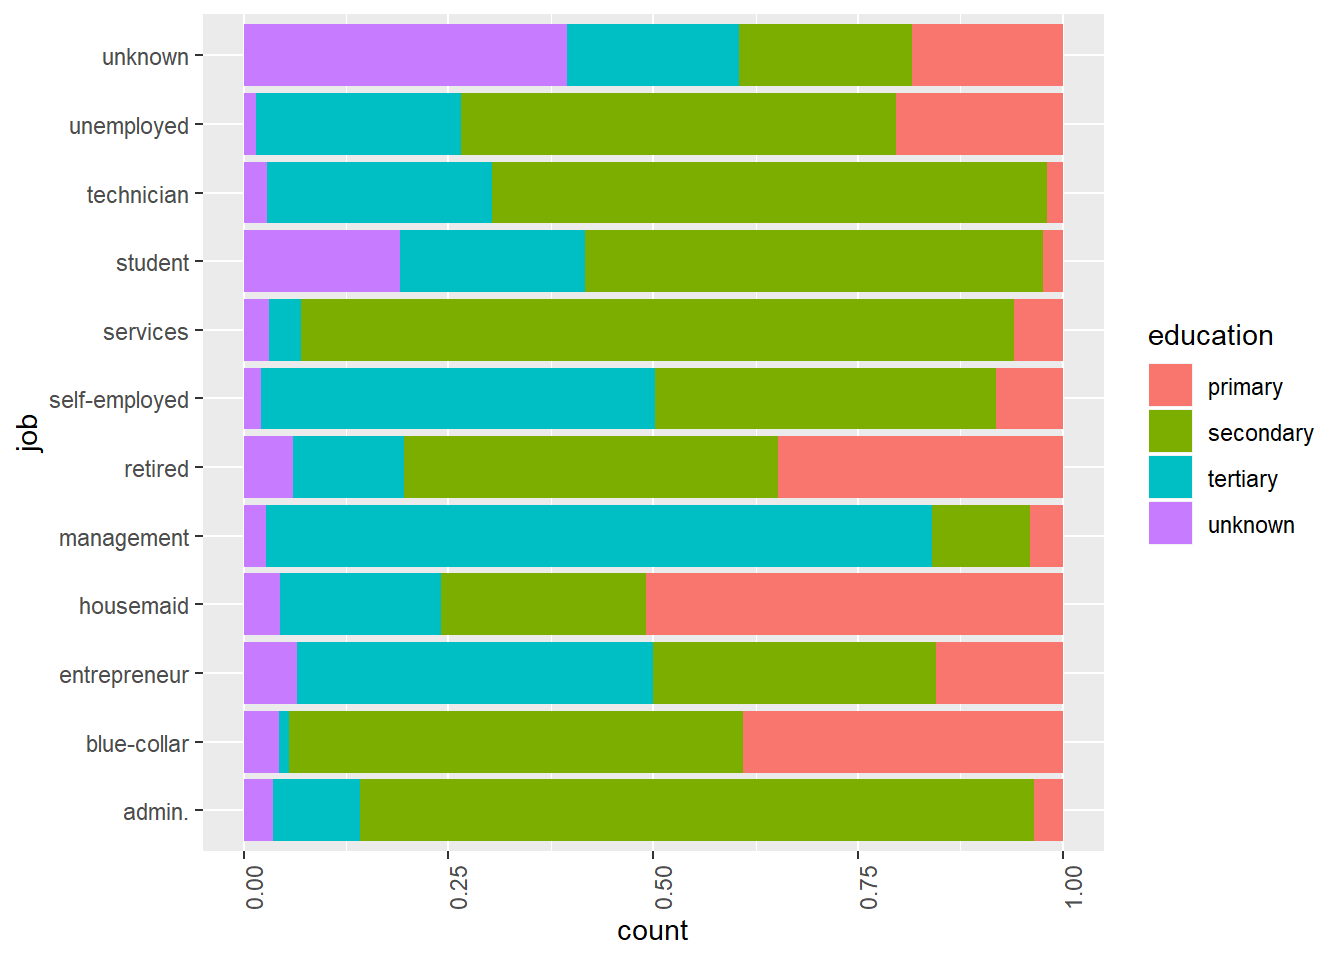 unknown
unemployed
technician
student
services
self-employed
retired
management
housemaid
entrepreneur
blue-collar
admin.
job
0.00
0.25
0.50
0.75
1.00
count
education
primary
secondary
tertiary
unknown